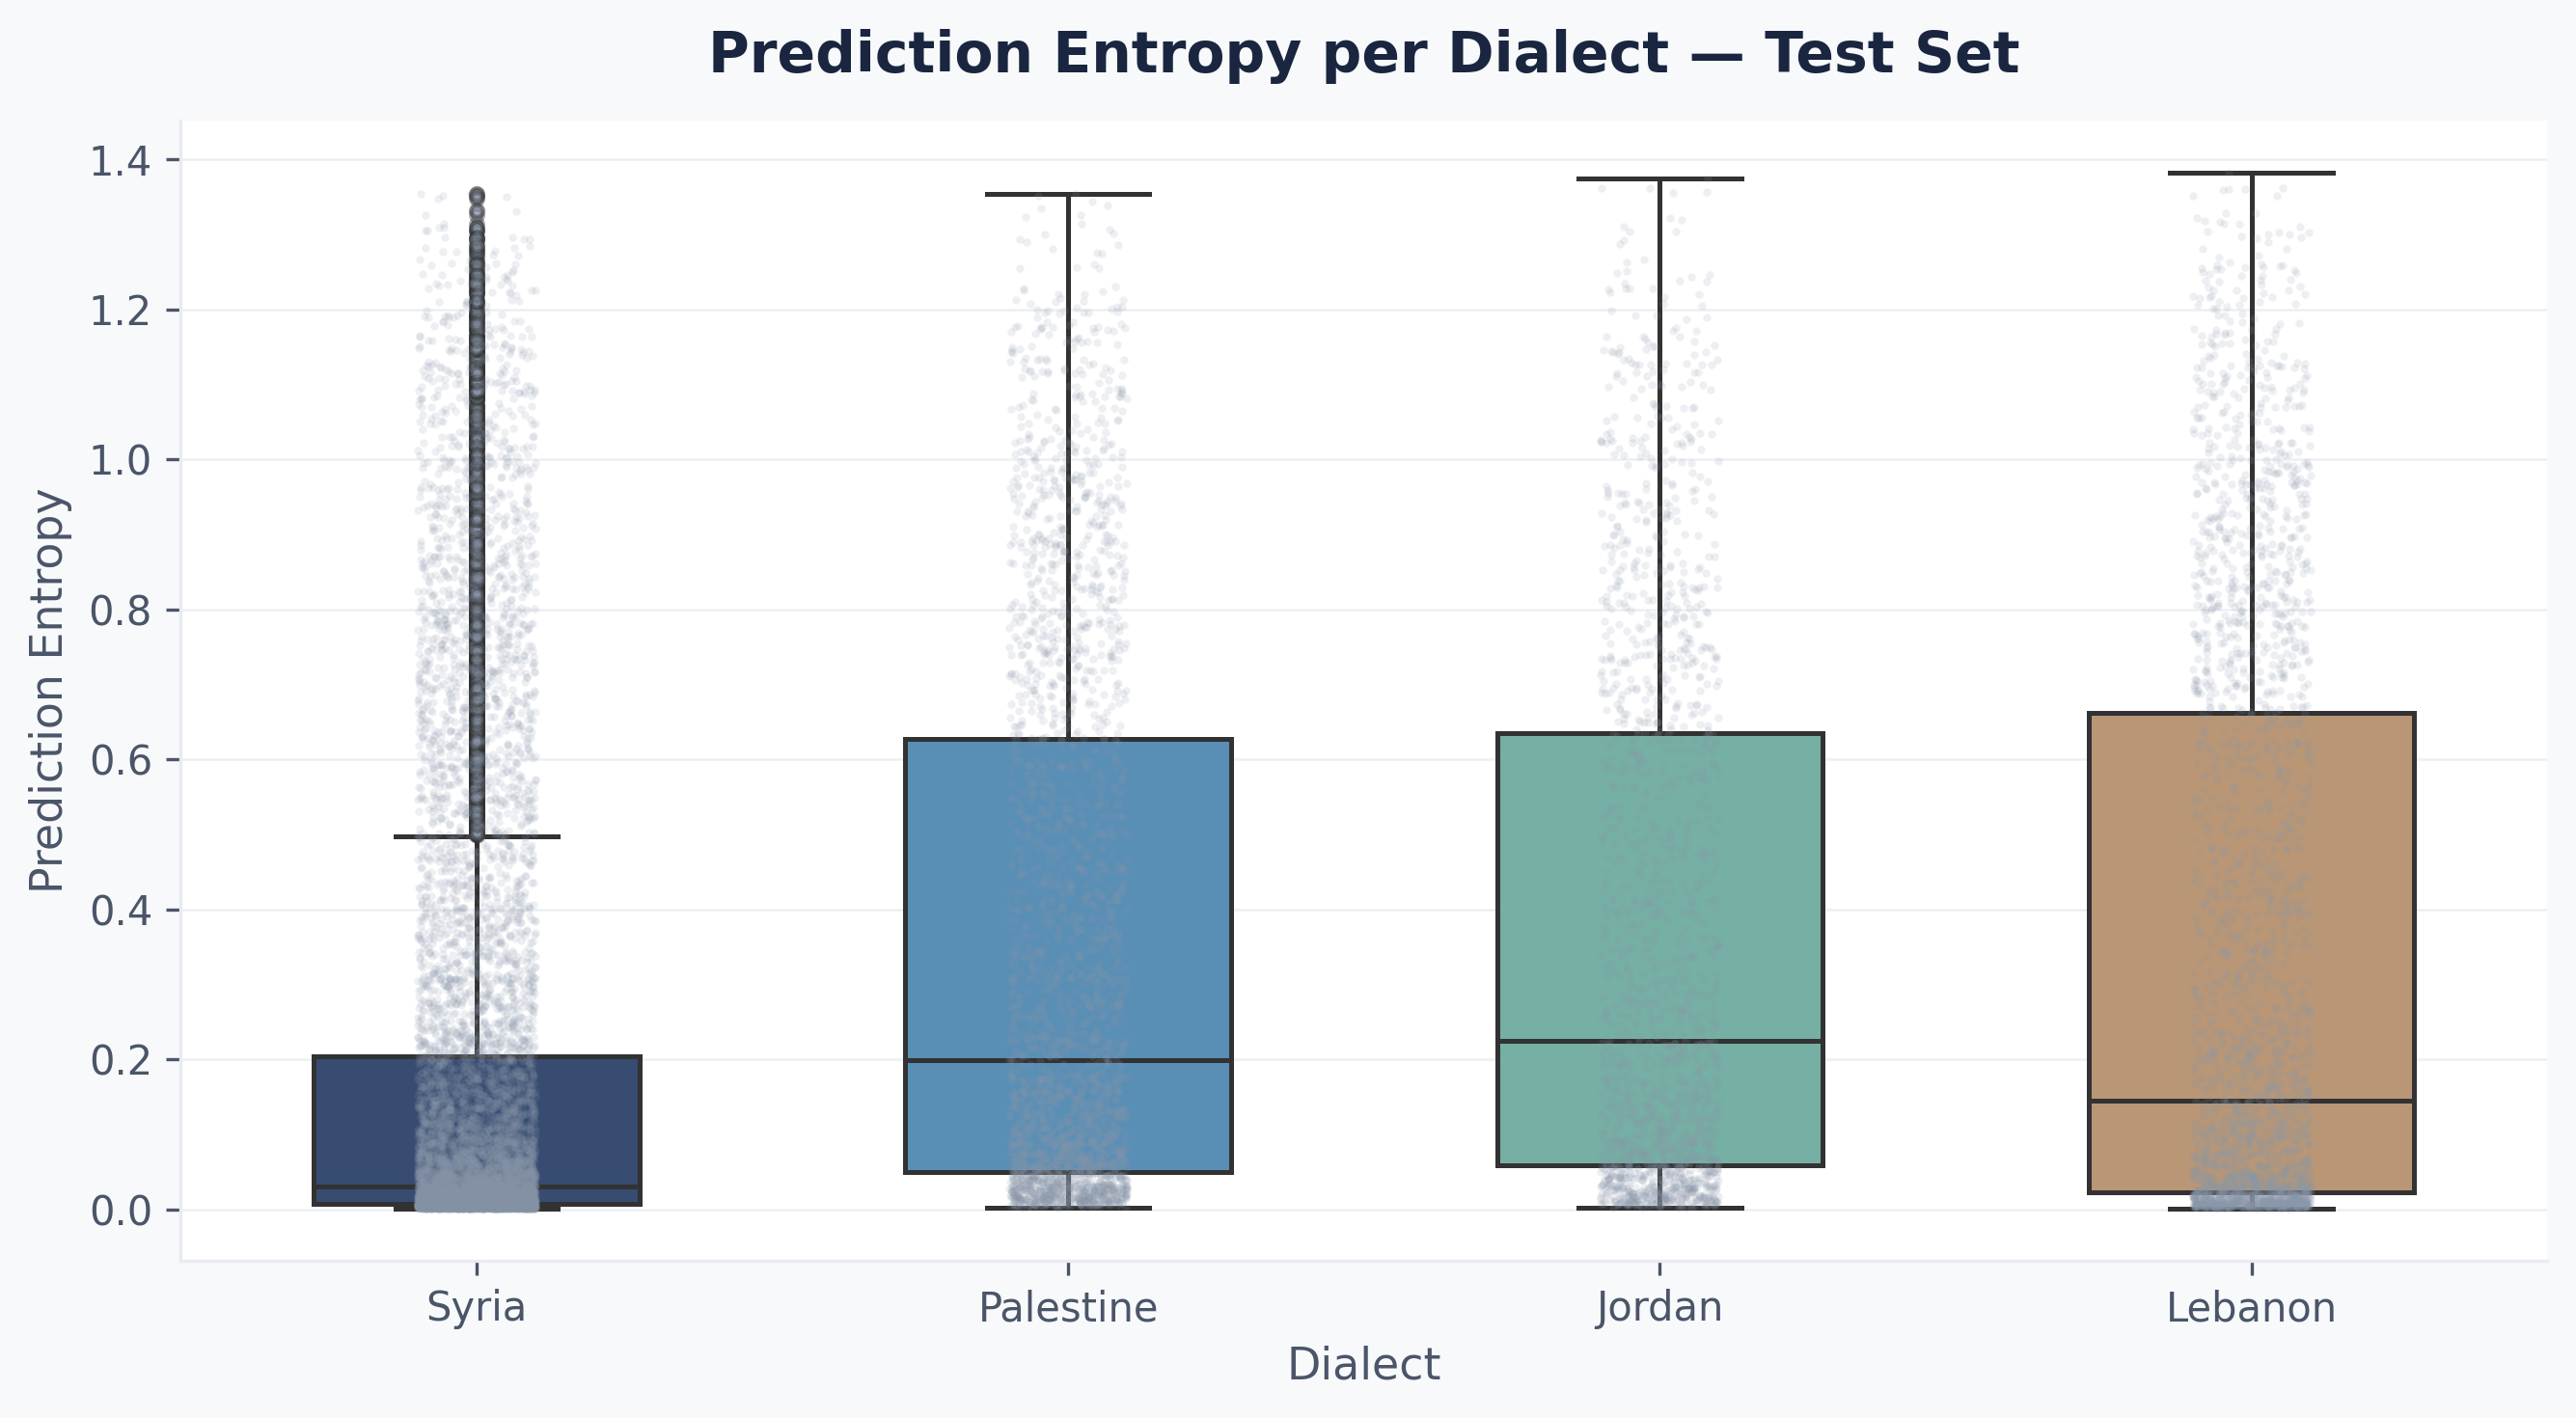 Prediction Entropy per Dialect — Test Set
1.4
1.2
1.0
0.8
0.6
0.4
0.2
0.0
Prediction Entropy
Syria
Palestine
Jordan
Lebanon
Dialect